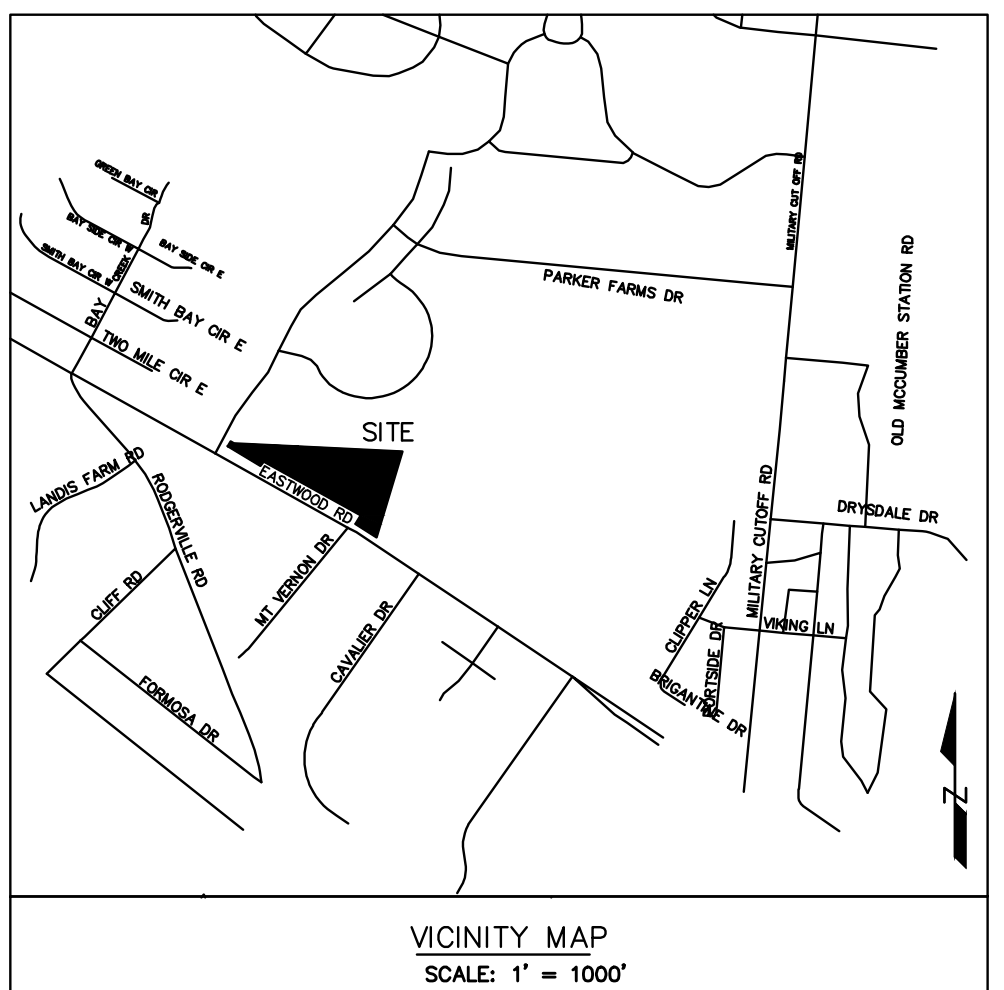 GREEN BAY CIR
DR
BAY SIDE CIR W
BAY SIDE CIR E
SMITH BAY CIR W
CREEK
BAY
SMITH BAY CIR E
TWO MILE CIR E
MILITARY CUT OFF RD
PARKER FARMS DR
OLD MCCUMBER STATION RD
SITE
EASTWOOD RD
LANDIS FARM RD
RODGERVILLE RD
MILITARY CUTOFF RD
DRYSDALE DR
MT VERNON DR
CLIFF RD
CAVALIER DR
CLIPPER LN
VIKING LN
PORTSIDE DR
BRIGANTINE DR
FORMOSA DR
N
VICINITY MAP
SCALE: 1' = 1000'